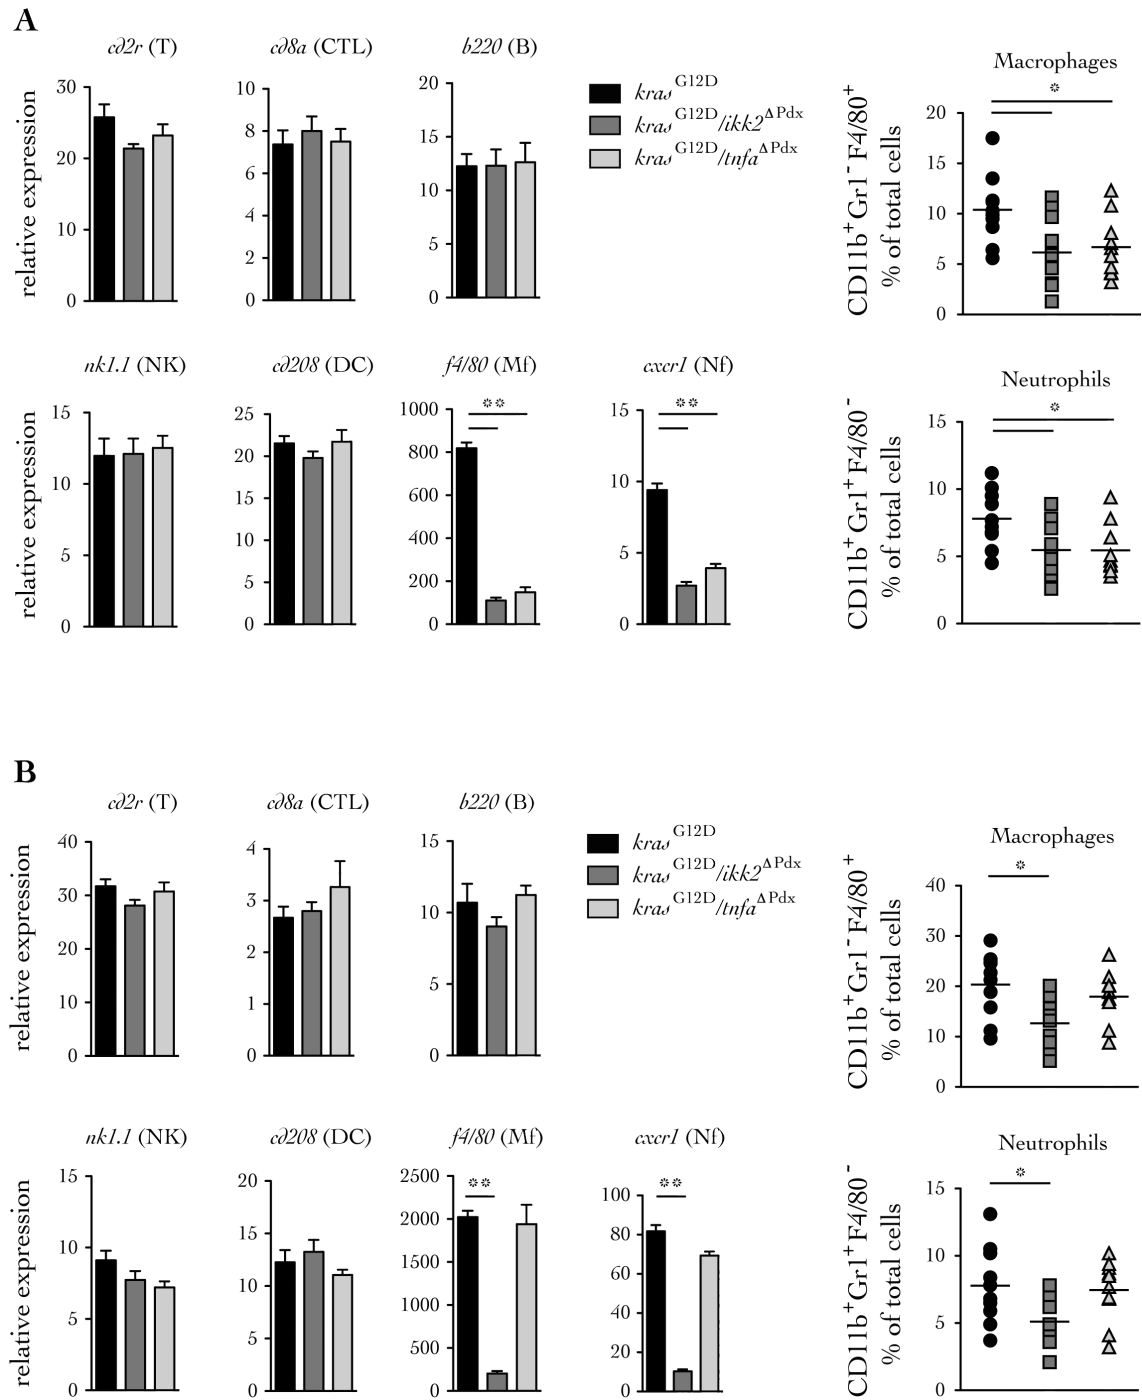 A
cd2r (T)
cd8a (CTL)
b220 (B)
relative expression
30
20
10
0
10
8
6
4
2
0
20
15
10
5
0
kras^G12D
kras^G12D/ikk2^ΔPdx
kras^G12D/tnfa^ΔPdx
Macrophages
*
CD11b⁺Gr1⁻F4/80⁺
% of total cells
20
15
10
5
0
nk1.1 (NK)
cd208 (DC)
f4/80 (Mf)
cxcr1 (Nf)
relative expression
15
10
5
0
25
20
15
10
5
0
**
1000
800
600
400
200
0
**
15
10
5
0
Neutrophils
*
CD11b⁺Gr1⁺F4/80⁻
% of total cells
15
10
5
0
B
cd2r (T)
cd8a (CTL)
b220 (B)
relative expression
40
30
20
10
0
4
3
2
1
0
15
10
5
0
kras^G12D
kras^G12D/ikk2^ΔPdx
kras^G12D/tnfa^ΔPdx
Macrophages
*
CD11b⁺Gr1⁻F4/80⁺
% of total cells
40
30
20
10
0
nk1.1 (NK)
cd208 (DC)
f4/80 (Mf)
cxcr1 (Nf)
relative expression
15
10
5
0
20
15
10
5
0
**
2500
2000
1500
1000
500
0
**
100
80
60
40
20
0
Neutrophils
*
CD11b⁺Gr1⁺F4/80⁻
% of total cells
15
10
5
0